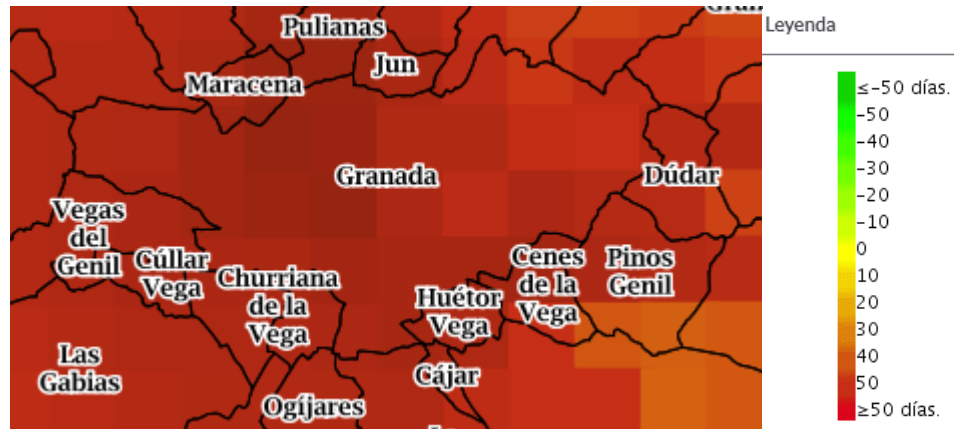 Gran
Pulianas
Jun
Maracena
Granada
Dúdar
Vegas
del
Genil
Cúllar
Vega
Churriana
de la
Vega
Huétor
Vega
Cenes
de la
Vega
Pinos
Genil
Las
Gabias
Cájar
Ogíjares
Leyenda
≤-50 días.
-50
-40
-30
-20
-10
0
10
20
30
40
50
≥50 días.